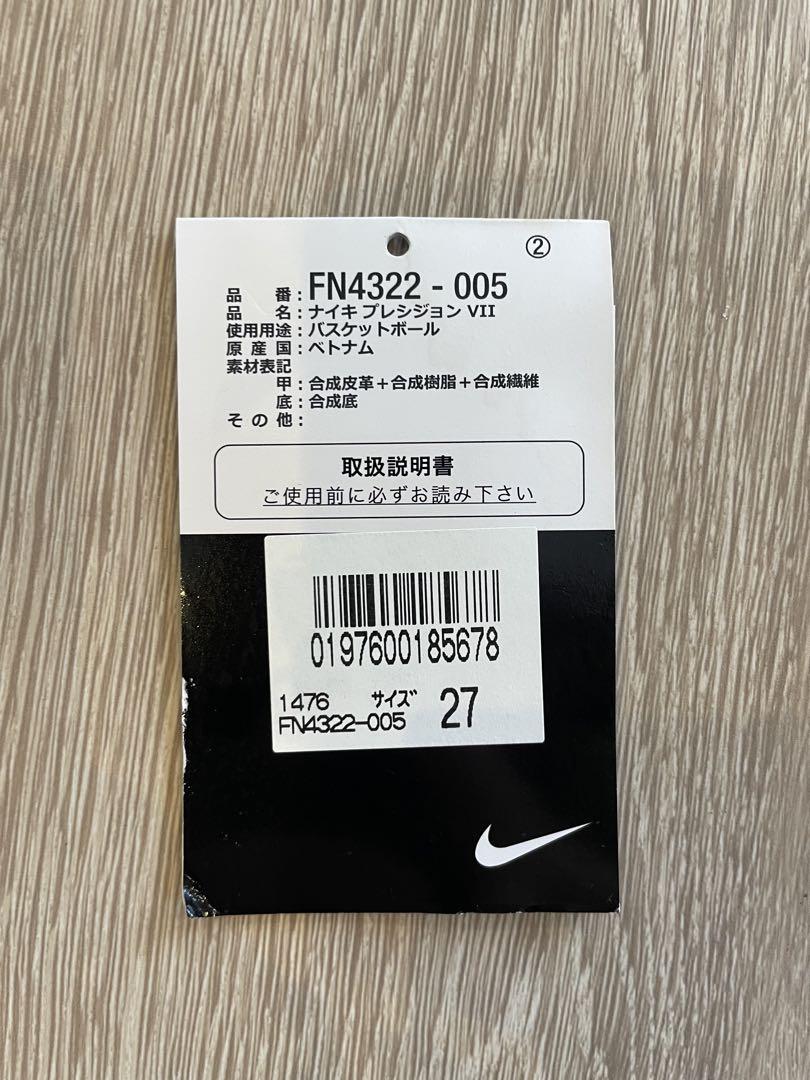 ②
品番：FN4322 - 005
品名：ナイキ プレシジョン VII
使用用途：バスケットボール
原産国：ベトナム
素材表記
甲：合成皮革＋合成樹脂＋合成繊維
底：合成底
その他：
取扱説明書
ご使用前に必ずお読み下さい
0197600185678
1476 サイズ 27
FN4322-005